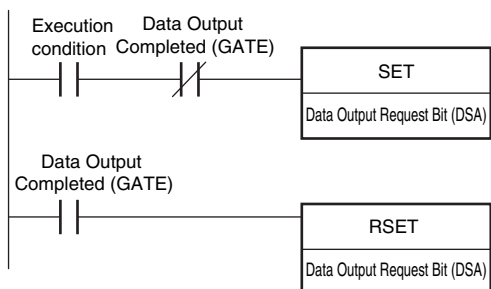 Execution
condition
Data Output
Completed (GATE)
SET
Data Output Request Bit (DSA)
Data Output
Completed (GATE)
RSET
Data Output Request Bit (DSA)